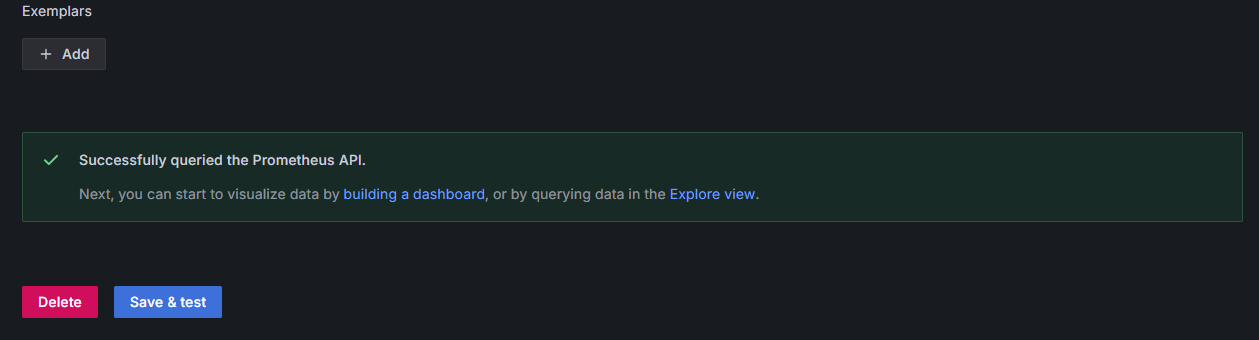 Exemplars
+ Add
Successfully queried the Prometheus API.
Next, you can start to visualize data by building a dashboard, or by querying data in the Explore view.
Delete Save & test